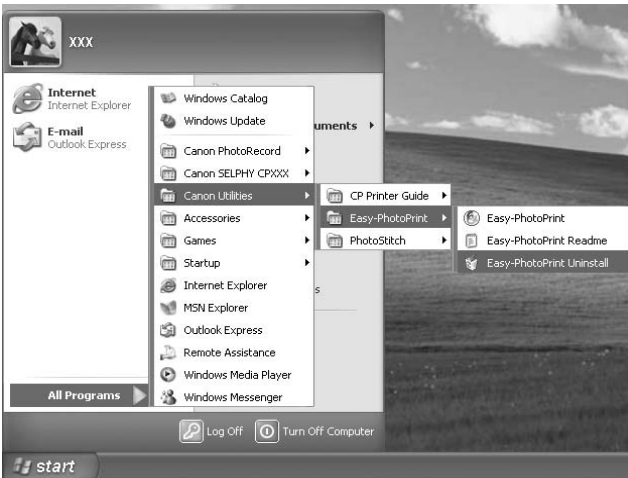 XXX
Internet
Internet Explorer
E-mail
Outlook Express
uments
Windows Catalog
Windows Update
Canon PhotoRecord
Canon SELPHY CPXXX
Canon Utilities
Accessories
Games
Startup
Internet Explorer
MSN Explorer
Outlook Express
Remote Assistance
Windows Media Player
Windows Messenger
s
CP Printer Guide
Easy-PhotoPrint
PhotoStitch
Easy-PhotoPrint
Easy-PhotoPrint Readme
Easy-PhotoPrint Uninstall
All Programs
Log Off
Turn Off Computer
start